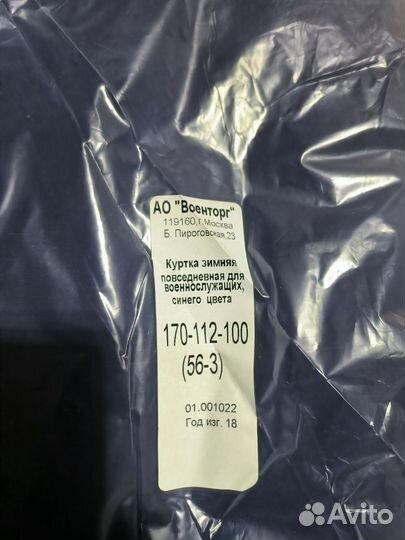 АО "Военторг"
119160,г.Москва
Б. Пироговская,23
Куртка зимняя
повседневная для
военнослужащих,
синего цвета
170-112-100
(56-3)
01.001022
Год изг. 18
Avito